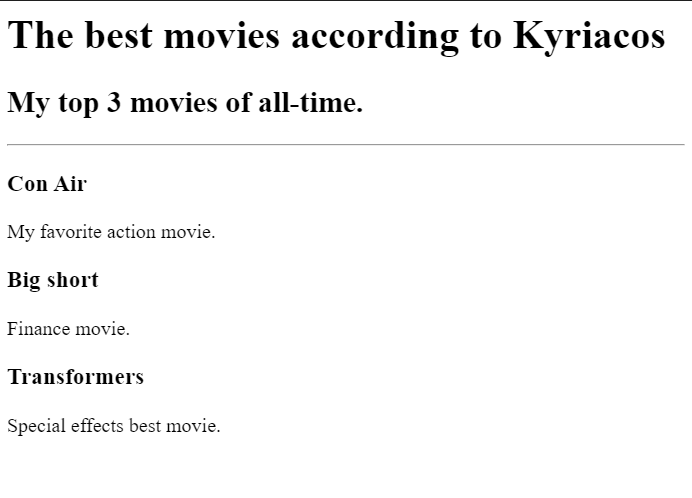 The best movies according to Kyriacos
My top 3 movies of all-time.
Con Air
My favorite action movie.
Big short
Finance movie.
Transformers
Special effects best movie.